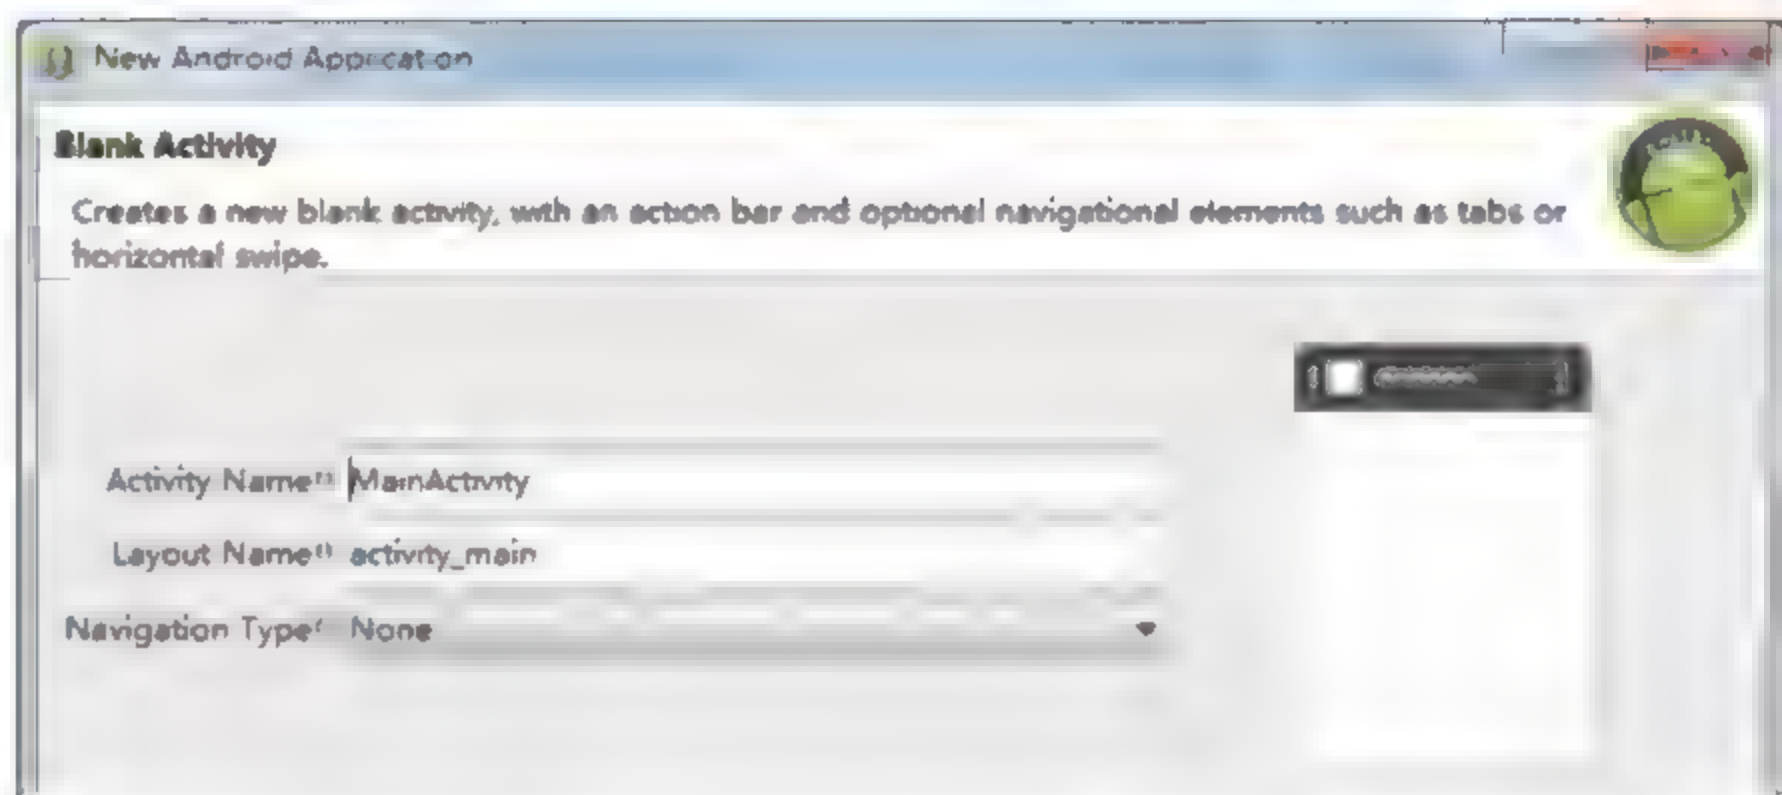 New Android Application
Blank Activity
Creates a new blank activity, with an action bar and optional navigational elements such as tabs or
horizontal swipe.
Activity Name MainActivity
Layout Name activity_main
Navigation Type None